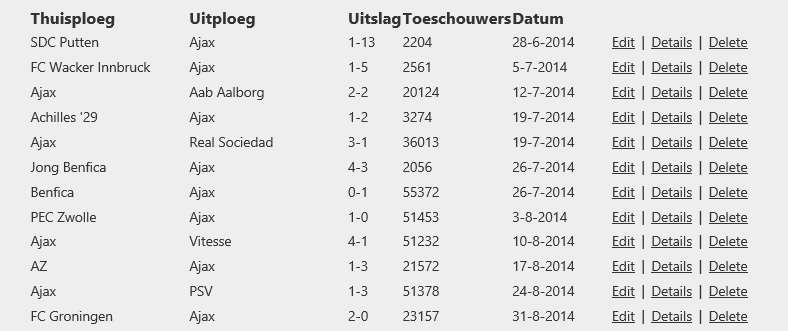 Thuisploeg Uitploeg Uitslag Toeschouwers Datum
SDC Putten Ajax 1-13 2204 28-6-2014 Edit | Details | Delete
FC Wacker Innbruck Ajax 1-5 2561 5-7-2014 Edit | Details | Delete
Ajax Aab Aalborg 2-2 20124 12-7-2014 Edit | Details | Delete
Achilles '29 Ajax 1-2 3274 19-7-2014 Edit | Details | Delete
Ajax Real Sociedad 3-1 36013 19-7-2014 Edit | Details | Delete
Jong Benfica Ajax 4-3 2056 26-7-2014 Edit | Details | Delete
Benfica Ajax 0-1 55372 26-7-2014 Edit | Details | Delete
PEC Zwolle Ajax 1-0 51453 3-8-2014 Edit | Details | Delete
Ajax Vitesse 4-1 51232 10-8-2014 Edit | Details | Delete
AZ Ajax 1-3 21572 17-8-2014 Edit | Details | Delete
Ajax PSV 1-3 51378 24-8-2014 Edit | Details | Delete
FC Groningen Ajax 2-0 23157 31-8-2014 Edit | Details | Delete